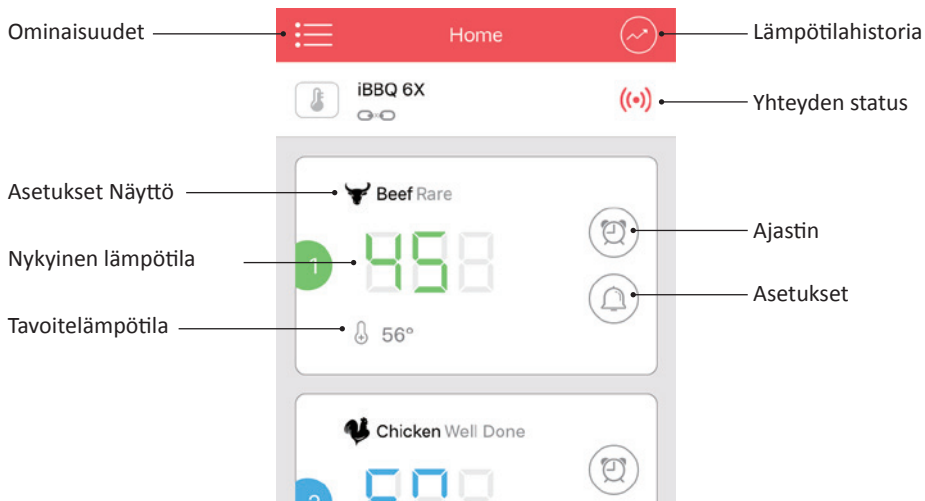 Ominaisuudet
Home
Lämpötilahistoria
iBBQ 6X
Yhteyden status
Asetukset Näyttö
Beef Rare
Ajastin
Nykyinen lämpötila
1
45
Asetukset
Tavoitelämpötila
56°
Chicken Well Done